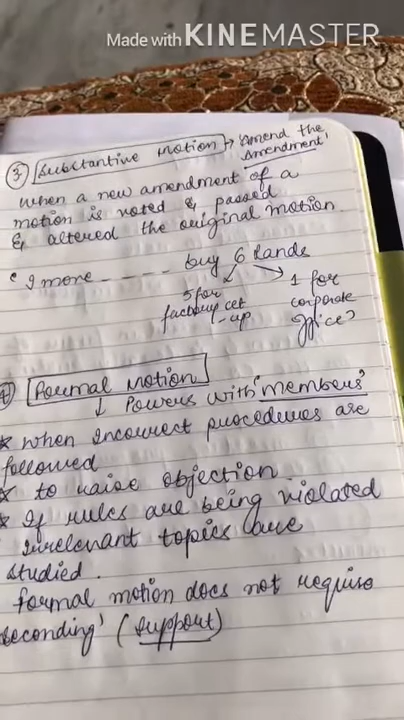 Made with KINEMASTER
③ Substantive Motion → Amend the
Amendment,
When a new amendment of a
motion is voted & passed
& altered the original motion
"I move _ _ _ _ _ buy 6 lands
5 for
factory set
-up
1 for
corporate
office"
④ Formal Motion
↓ Powers with 'members'
* when incorrect procedures are
followed
* to raise objection
* If rules are being violated
irrelevant topics are
studied.
formal motion does not require
seconding' (support)